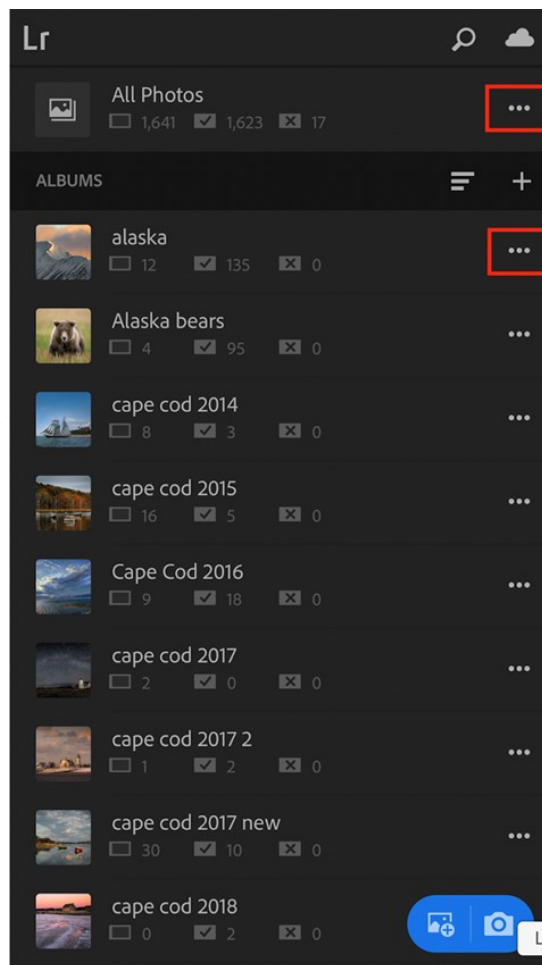 Lr
All Photos
1,641 1,623 17
ALBUMS
alaska
12 135 0
Alaska bears
4 95 0
cape cod 2014
8 3 0
cape cod 2015
16 5 0
Cape Cod 2016
9 18 0
cape cod 2017
2 0 0
cape cod 2017 2
1 2 0
cape cod 2017 new
30 10 0
cape cod 2018
0 2 0
L